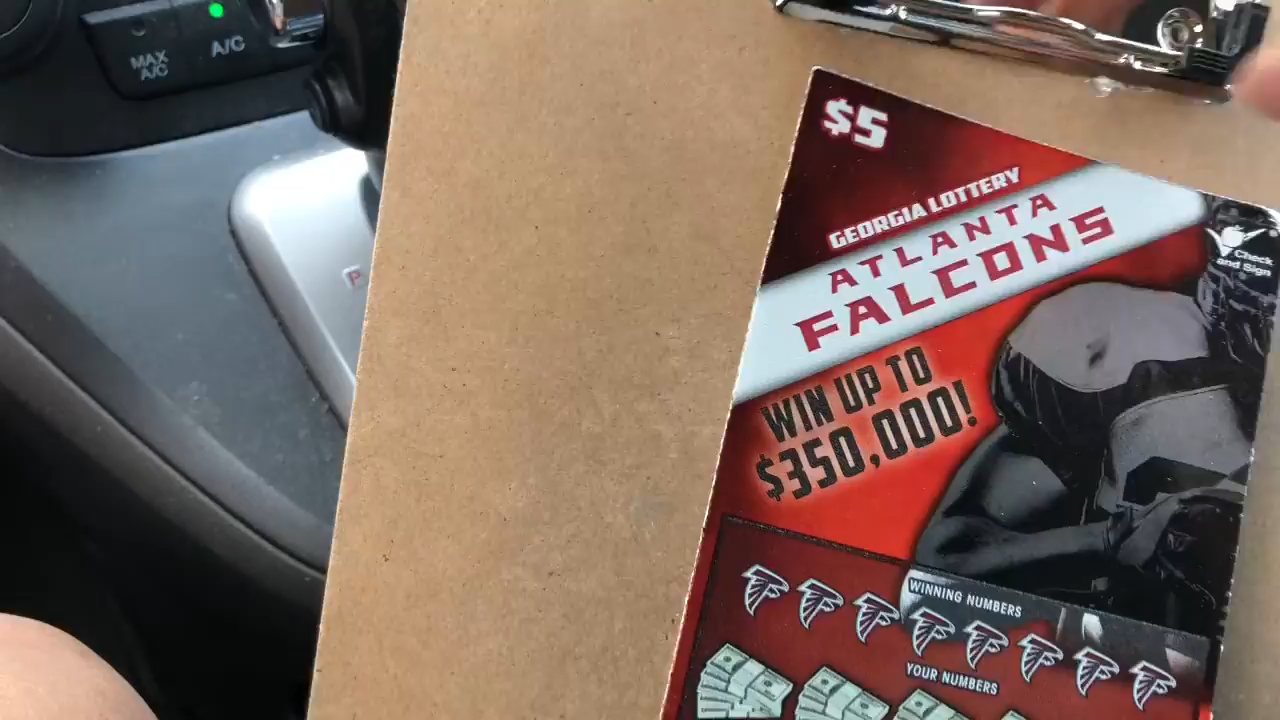 MAX
A/C
A/C
P
$5
GEORGIA LOTTERY
ATLANTA
FALCONS
Check
and Sign
WIN UP TO
$350,000!
WINNING NUMBERS
YOUR NUMBERS